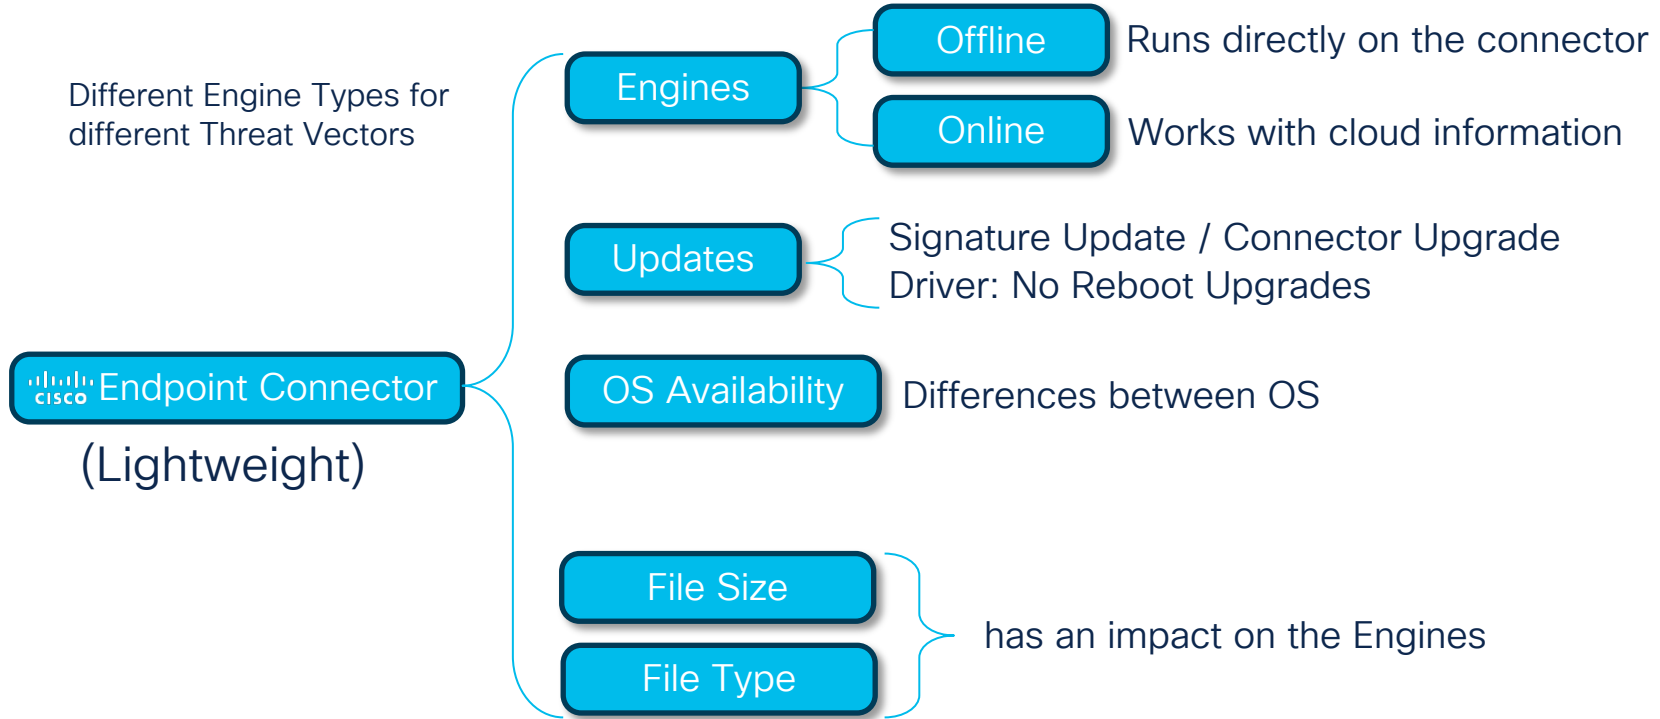 Different Engine Types for
different Threat Vectors
CISCO Endpoint Connector
(Lightweight)
Engines
Offline
Runs directly on the connector
Online
Works with cloud information
Updates
Signature Update / Connector Upgrade
Driver: No Reboot Upgrades
OS Availability
Differences between OS
File Size
File Type
has an impact on the Engines